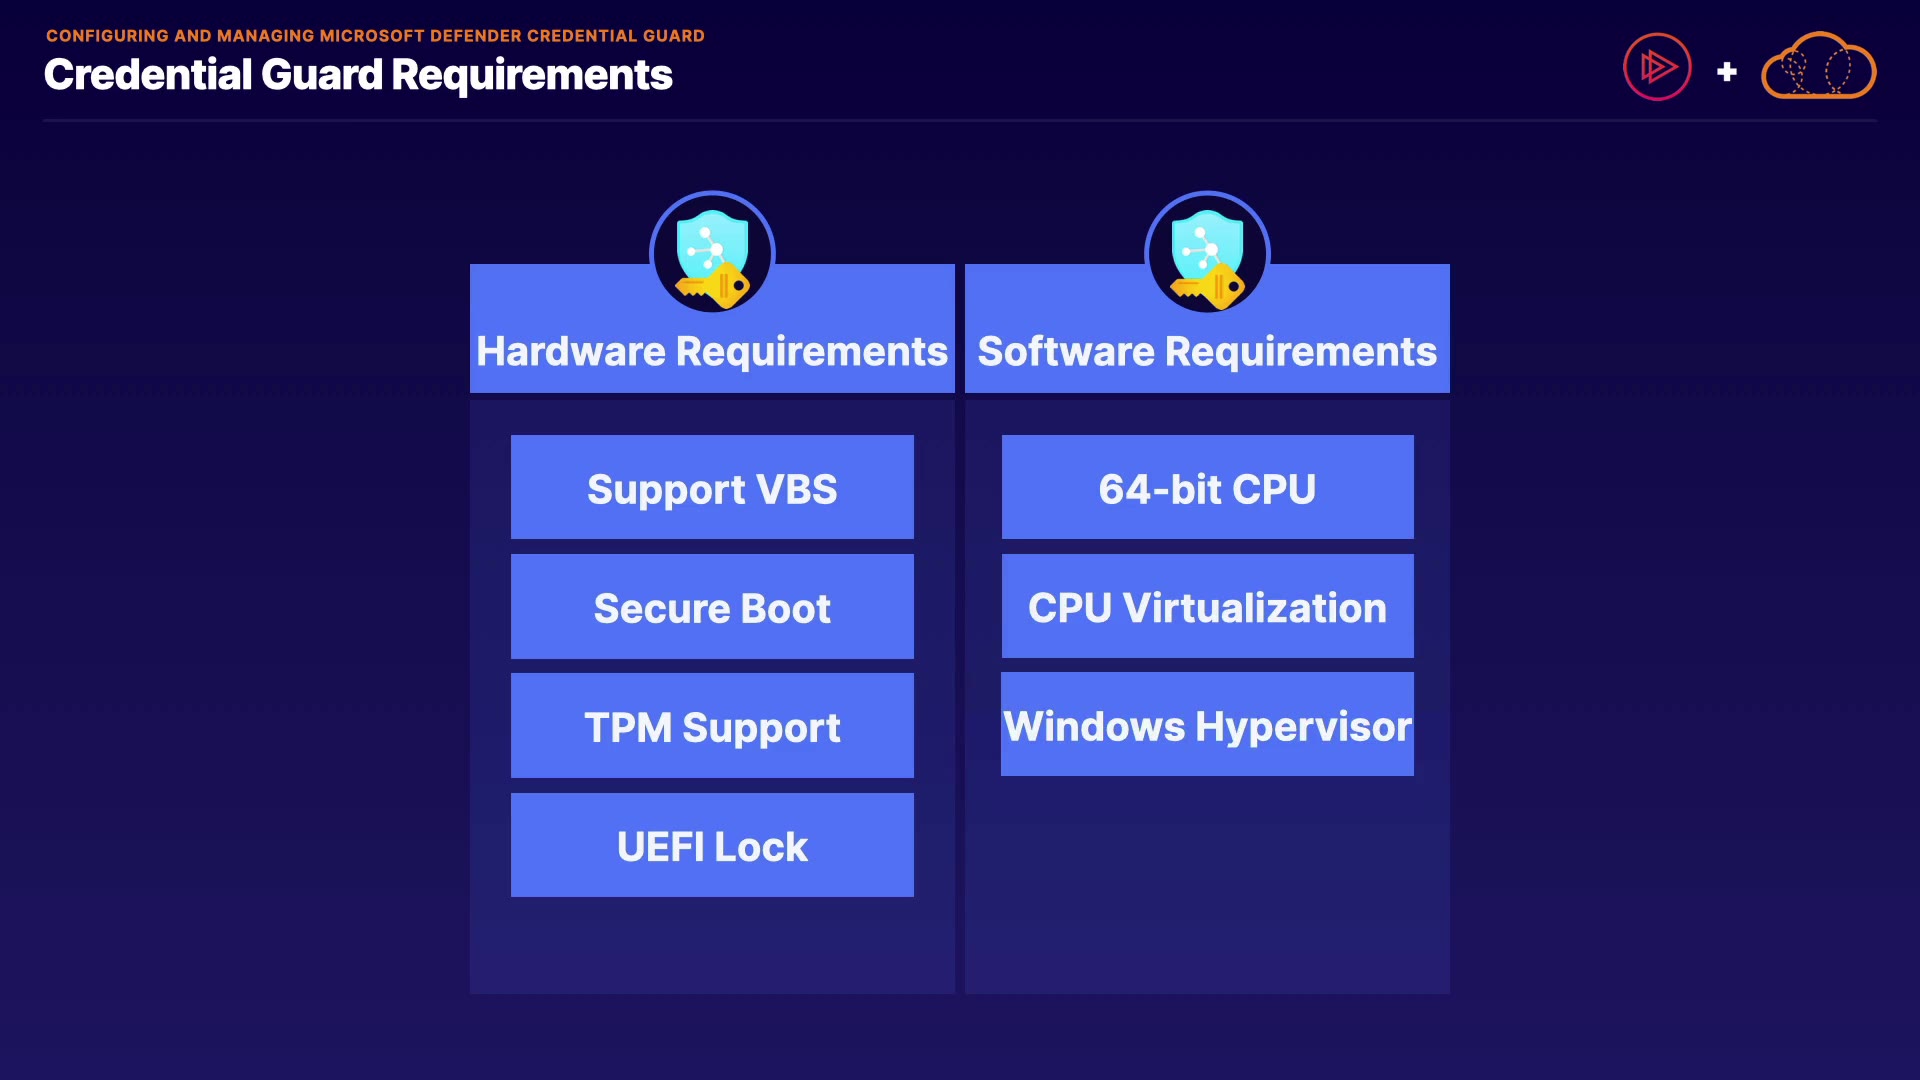 CONFIGURING AND MANAGING MICROSOFT DEFENDER CREDENTIAL GUARD
Credential Guard Requirements
+
Hardware Requirements
Support VBS
Secure Boot
TPM Support
UEFI Lock
Software Requirements
64-bit CPU
CPU Virtualization
Windows Hypervisor